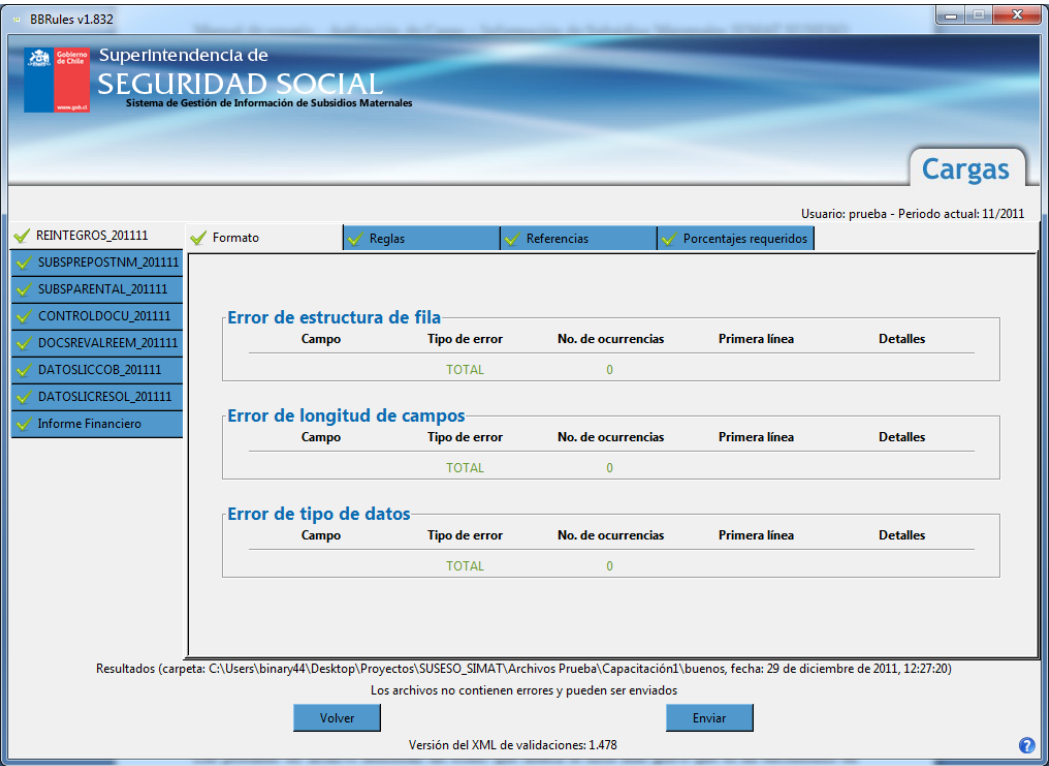 BBRules v1.832
Gobierno de Chile
www.gob.cl
Superintendencia de
SEGURIDAD SOCIAL
Sistema de Gestión de Información de Subsidios Maternales
Cargas
Usuario: prueba - Periodo actual: 11/2011
REINTEGROS_201111
SUBSPREPOSTNM_201111
SUBSPARENTAL_201111
CONTROLDOCU_201111
DOCSREVALREEM_201111
DATOSLICCOB_201111
DATOSLICRESOL_201111
Informe Financiero
Formato Reglas Referencias Porcentajes requeridos
Error de estructura de fila
Campo Tipo de error No. de ocurrencias Primera línea Detalles
TOTAL 0
Error de longitud de campos
Campo Tipo de error No. de ocurrencias Primera línea Detalles
TOTAL 0
Error de tipo de datos
Campo Tipo de error No. de ocurrencias Primera línea Detalles
TOTAL 0
Resultados (carpeta: C:\Users\binary44\Desktop\Proyectos\SUSESO_SIMAT\Archivos Prueba\Capacitación1\buenos, fecha: 29 de diciembre de 2011, 12:27:20)
Los archivos no contienen errores y pueden ser enviados
Volver Enviar
Versión del XML de validaciones: 1.478